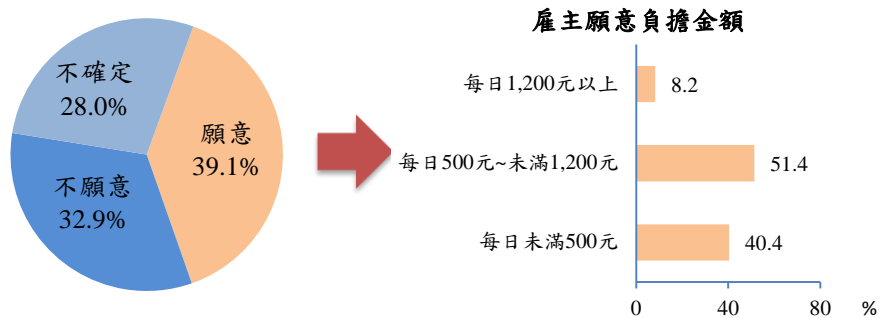 不確定
28.0%
願意
39.1%
不願意
32.9%
雇主願意負擔金額
每日1,200元以上
8.2
每日500元~未滿1,200元
51.4
每日未滿500元
40.4
0
40
80
%